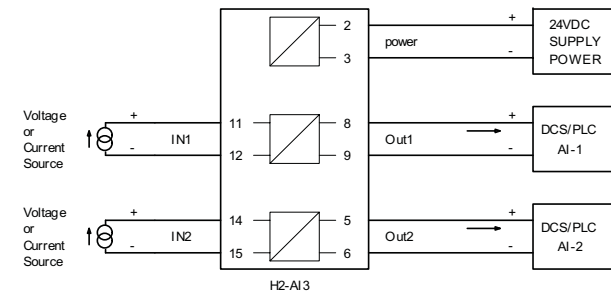 2
+
24VDC
SUPPLY
POWER
power
3
-
Voltage
or
Current
Source
+
IN1
-
11
12
8
9
Out1
+
-
DCS/PLC
AI-1
Voltage
or
Current
Source
+
IN2
-
14
15
5
6
Out2
+
-
DCS/PLC
AI-2
H2-AI3